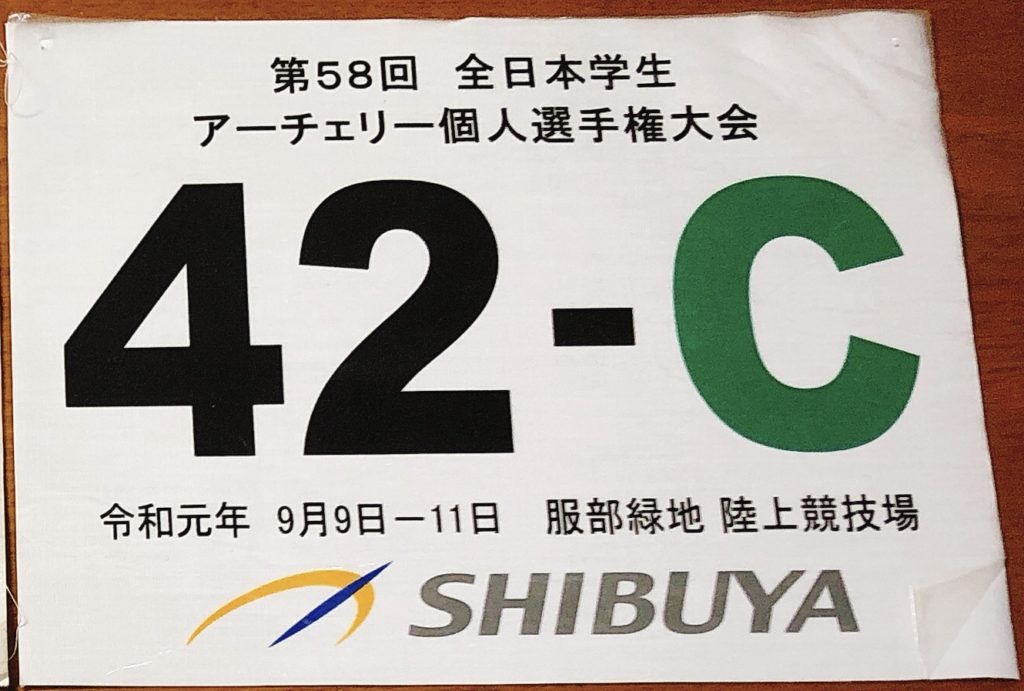 第58回 全日本学生
アーチェリー個人選手権大会
42-C
令和元年 9月9日－11日 服部緑地 陸上競技場
SHIBUYA